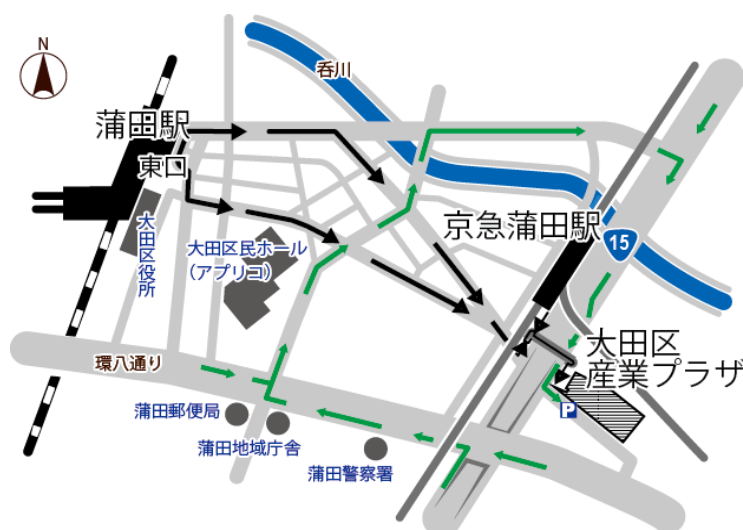 N
呑川
蒲田駅
東口
大田区役所
大田区民ホール
（アプリコ）
京急蒲田駅
15
大田区
産業プラザ
環八通り
P
蒲田郵便局
蒲田地域庁舎
蒲田警察署